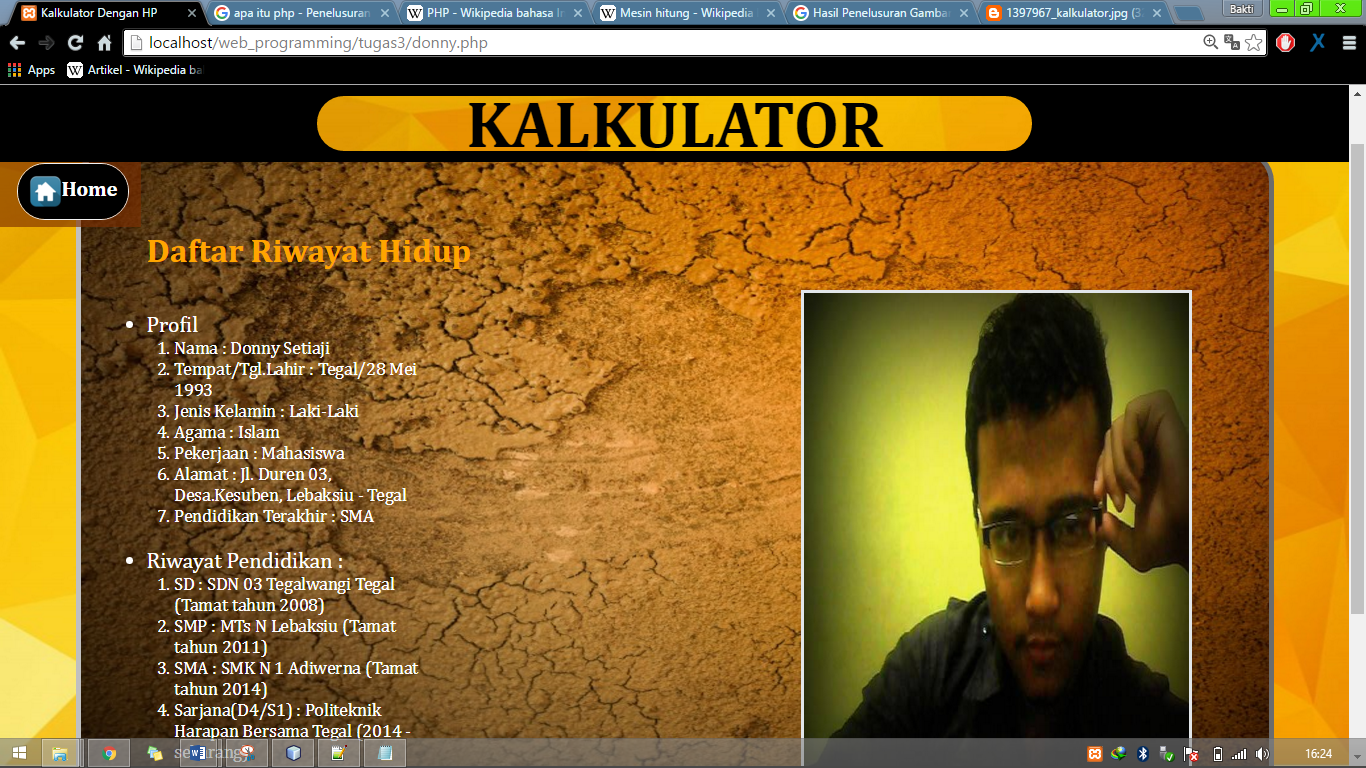 Kalkulator Dengan HP
apa itu php - Penelusuran
PHP - Wikipedia bahasa In
Mesin hitung - Wikipedia
Hasil Penelusuran Gamba
1397967_kalkulator.jpg (3
Bakti
localhost/web_programming/tugas3/donny.php
Apps
Artikel - Wikipedia ba
KALKULATOR
Home
Daftar Riwayat Hidup
• Profil
1. Nama : Donny Setiaji
2. Tempat/Tgl.Lahir : Tegal/28 Mei
1993
3. Jenis Kelamin : Laki-Laki
4. Agama : Islam
5. Pekerjaan : Mahasiswa
6. Alamat : Jl. Duren 03,
Desa.Kesuben, Lebaksiu - Tegal
7. Pendidikan Terakhir : SMA
• Riwayat Pendidikan :
1. SD : SDN 03 Tegalwangi Tegal
(Tamat tahun 2008)
2. SMP : MTs N Lebaksiu (Tamat
tahun 2011)
3. SMA : SMK N 1 Adiwerna (Tamat
tahun 2014)
4. Sarjana(D4/S1) : Politeknik
Harapan Bersama Tegal (2014 -
16:24